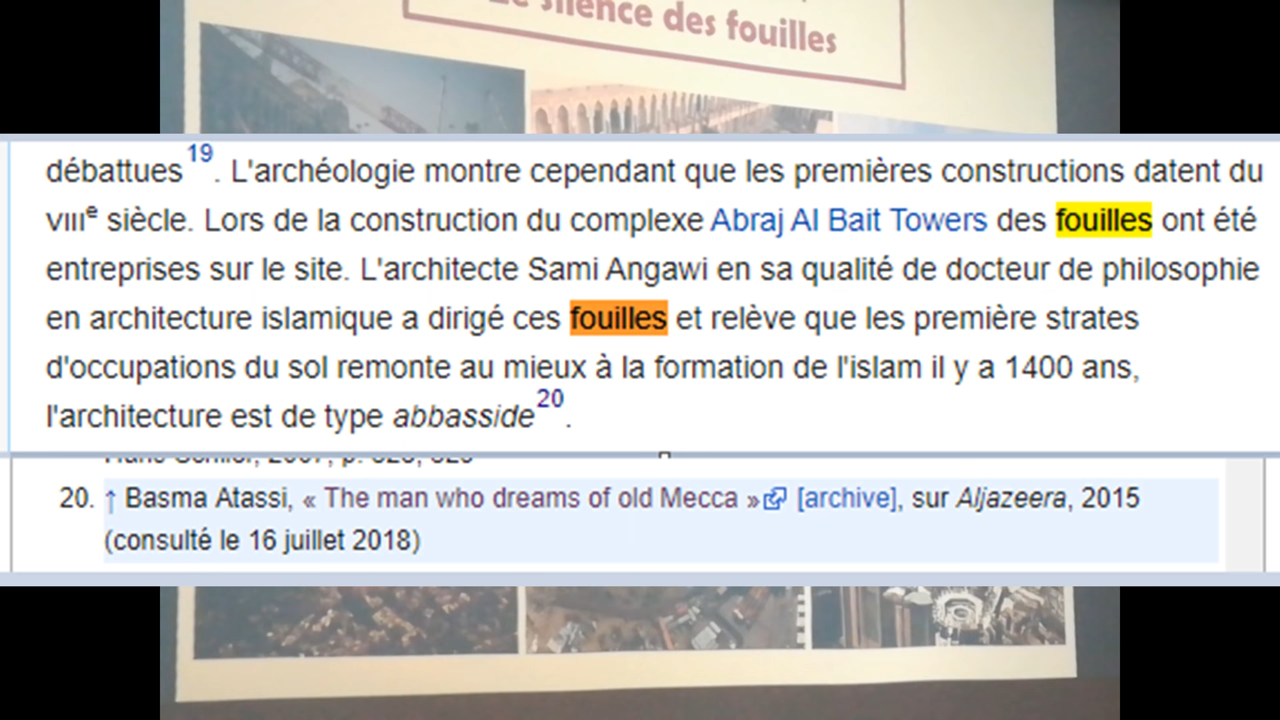 silence des fouilles
débattues 19. L'archéologie montre cependant que les premières constructions datent du
VIIIe siècle. Lors de la construction du complexe Abraj Al Bait Towers des fouilles ont été
entreprises sur le site. L'architecte Sami Angawi en sa qualité de docteur de philosophie
en architecture islamique a dirigé ces fouilles et relève que les première strates
d'occupations du sol remonte au mieux à la formation de l'islam il y a 1400 ans,
l'architecture est de type abbasside 20.
20. ↑ Basma Atassi, « The man who dreams of old Mecca » [archive], sur Aljazeera, 2015
(consulté le 16 juillet 2018)